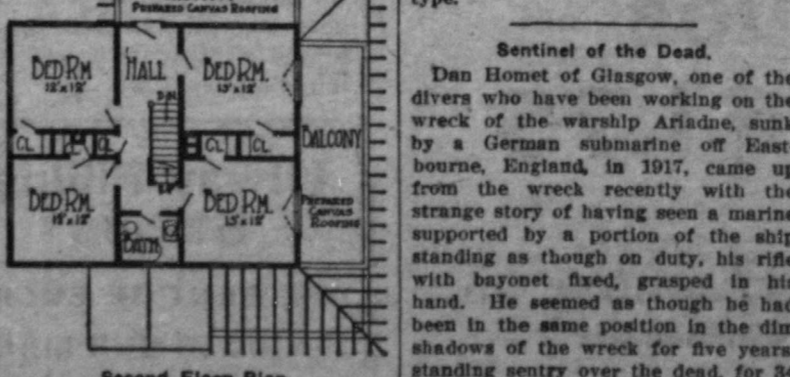 PREPARED CANVAS ROOFING
BED RM.
12'x12'
HALL
BED RM.
13'x12'
DN.
CL.
CL.
CL.
CL.
BALCONY
BED RM.
BED RM.
13'x12'
PREPARED
CANVAS
ROOFING
BATH
Second Floor Plan
type.
Sentinel of the Dead.
Dan Homet of Glasgow, one of the
divers who have been working on the
wreck of the warship Ariadne, sunk
by a German submarine off East-
bourne, England, in 1917, came up
from the wreck recently with the
strange story of having seen a marine
supported by a portion of the ship
standing as though on duty, his rifle
with bayonet fixed, grasped in his
hand. He seemed as though he had
been in the same position in the dim
shadows of the wreck for five years,
standing sentry over the dead, for 34